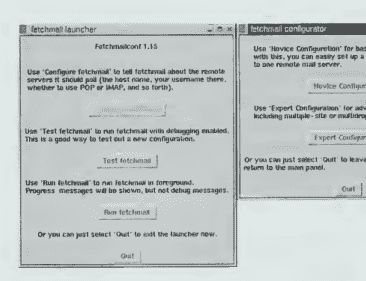 fetchmail launcher
Fetchmailconf 1.15
Use 'Configure fetchmail' to tell fetchmail about the remote
servers it should poll (the host name, your username there,
whether to use POP or IMAP, and so forth).
Use 'Test fetchmail' to run fetchmail with debugging enabled.
This is a good way to test out a new configuration.
Test fetchmail
Use 'Run fetchmail' to run fetchmail in foreground.
Progress messages will be shown, but not debug messages.
Run fetchmail
Or you can just select 'Quit' to exit the launcher now.
Quit
fetchmail configurator
Use 'Novice Configuration' for bas
with this, you can easily set up a
to one remote mail server.
Novice Configur
Use 'Expert Configuration' for adv
including multiple-site or multidrop
Expert Configur
Or you can just select 'Quit' to leave
return to the main panel.
Quit